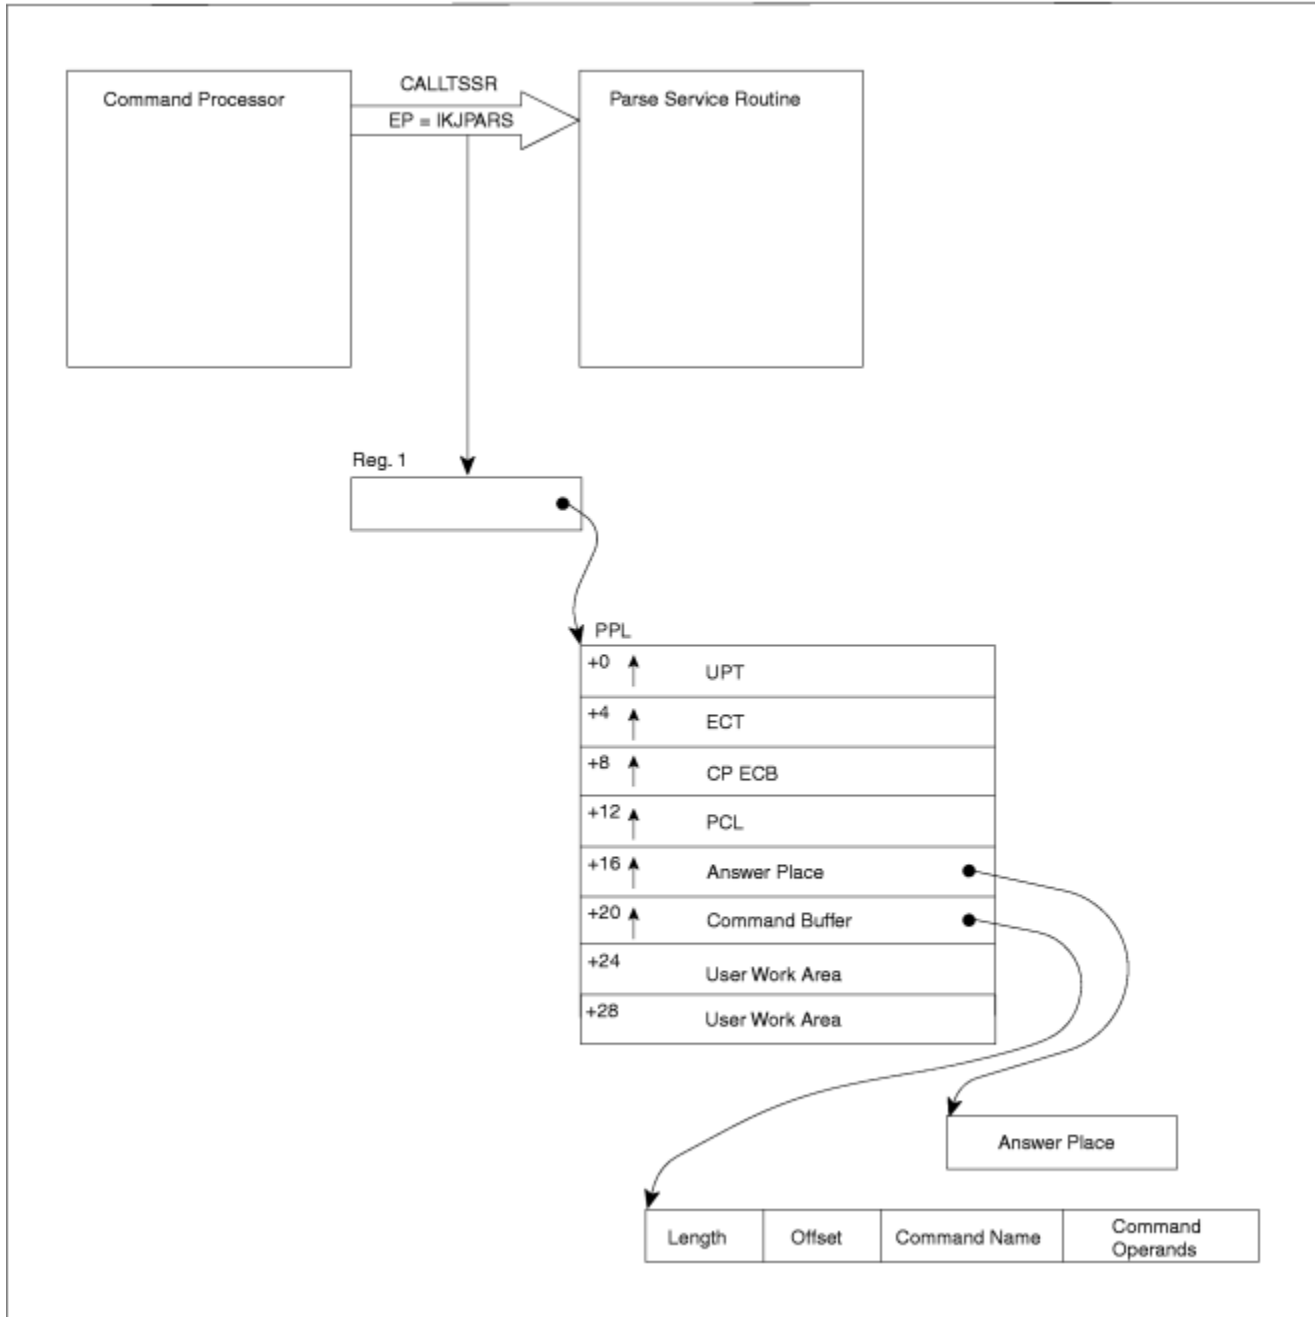 Command Processor
CALLTSSR
EP = IKJPARS
Parse Service Routine
Reg. 1
PPL
+0 UPT
+4 ECT
+8 CP ECB
+12 PCL
+16 Answer Place
+20 Command Buffer
+24 User Work Area
+28 User Work Area
Answer Place
Length Offset Command Name Command
Operands